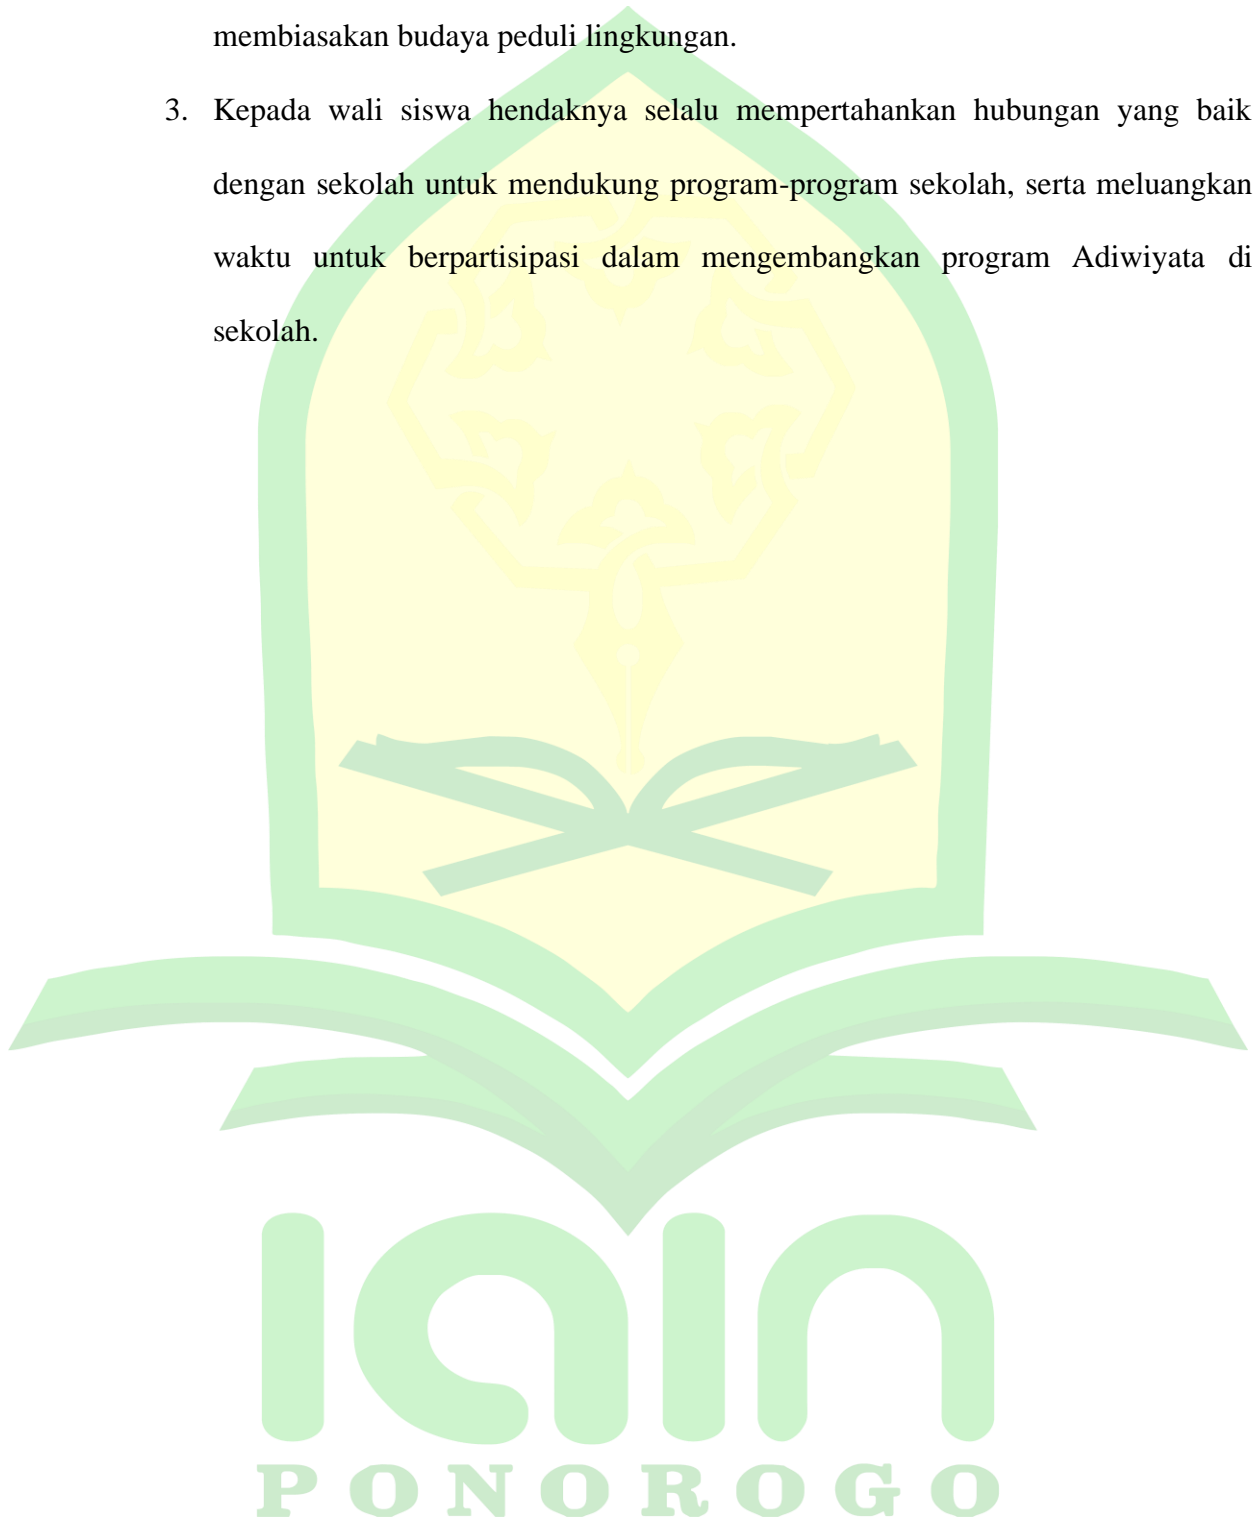 membiasakan budaya peduli lingkungan.
3. Kepada wali siswa hendaknya selalu mempertahankan hubungan yang baik
dengan sekolah untuk mendukung program-program sekolah, serta meluangkan
waktu untuk berpartisipasi dalam mengembangkan program Adiwiyata di
sekolah.
IAIN
PONOROGO